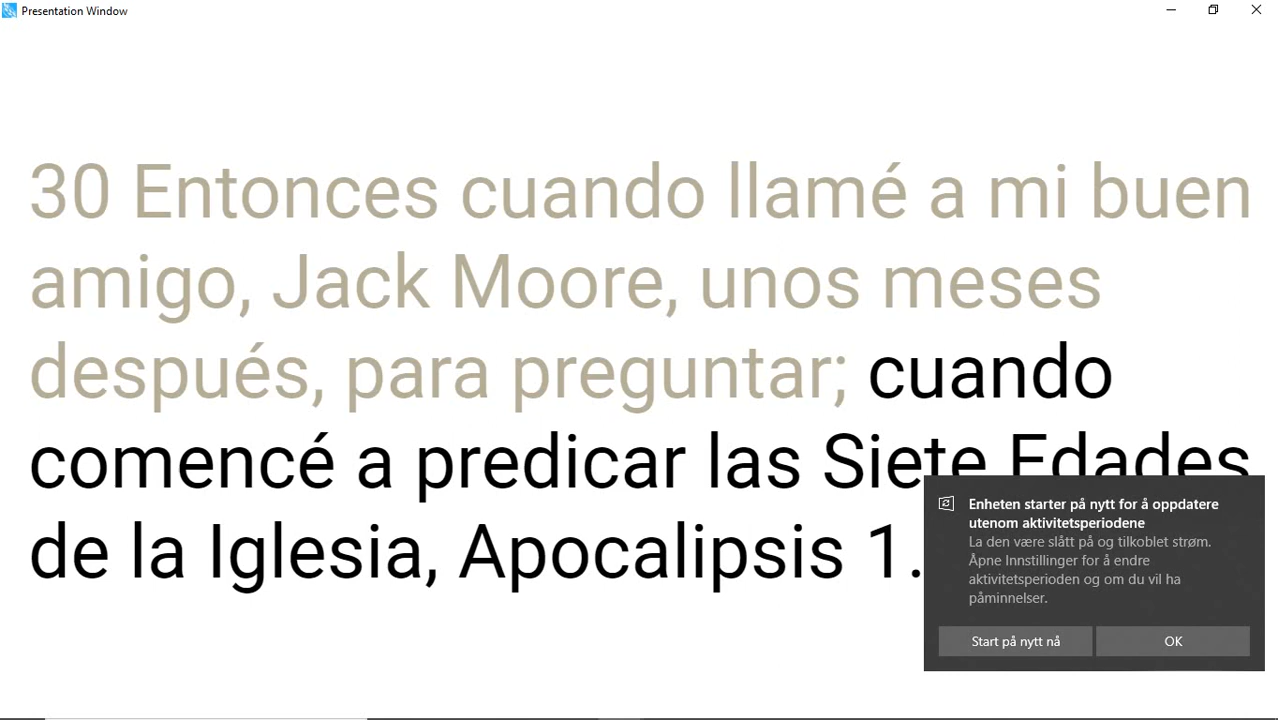 Presentation Window
30 Entonces cuando llamé a mi buen
amigo, Jack Moore, unos meses
después, para preguntar; cuando
comencé a predicar las Siete Edades
de la Iglesia, Apocalipsis 1.
Enheten starter på nytt for å oppdatere
utenom aktivitetsperiodene
La den være slått på og tilkoblet strøm.
Åpne Innstillinger for å endre
aktivitetsperioden og om du vil ha
påminnelser.
Start på nytt nå
OK